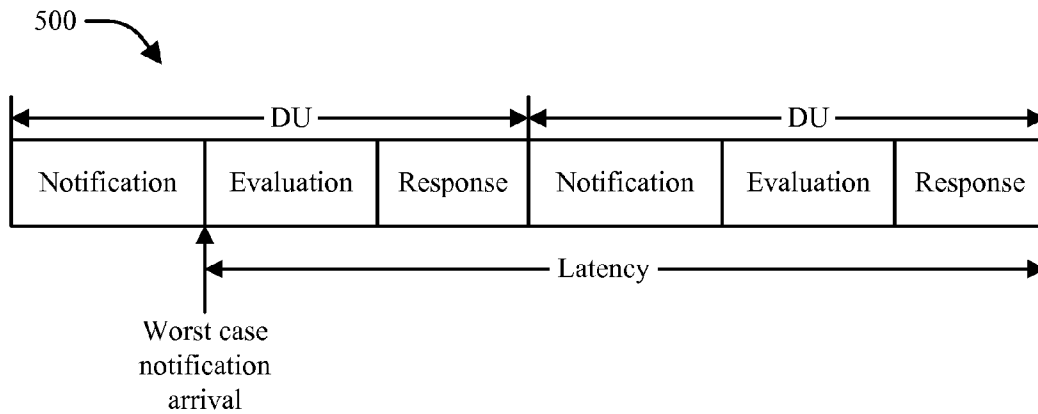 500
DU DU
Notification Evaluation Response Notification Evaluation Response
Latency
Worst case
notification
arrival